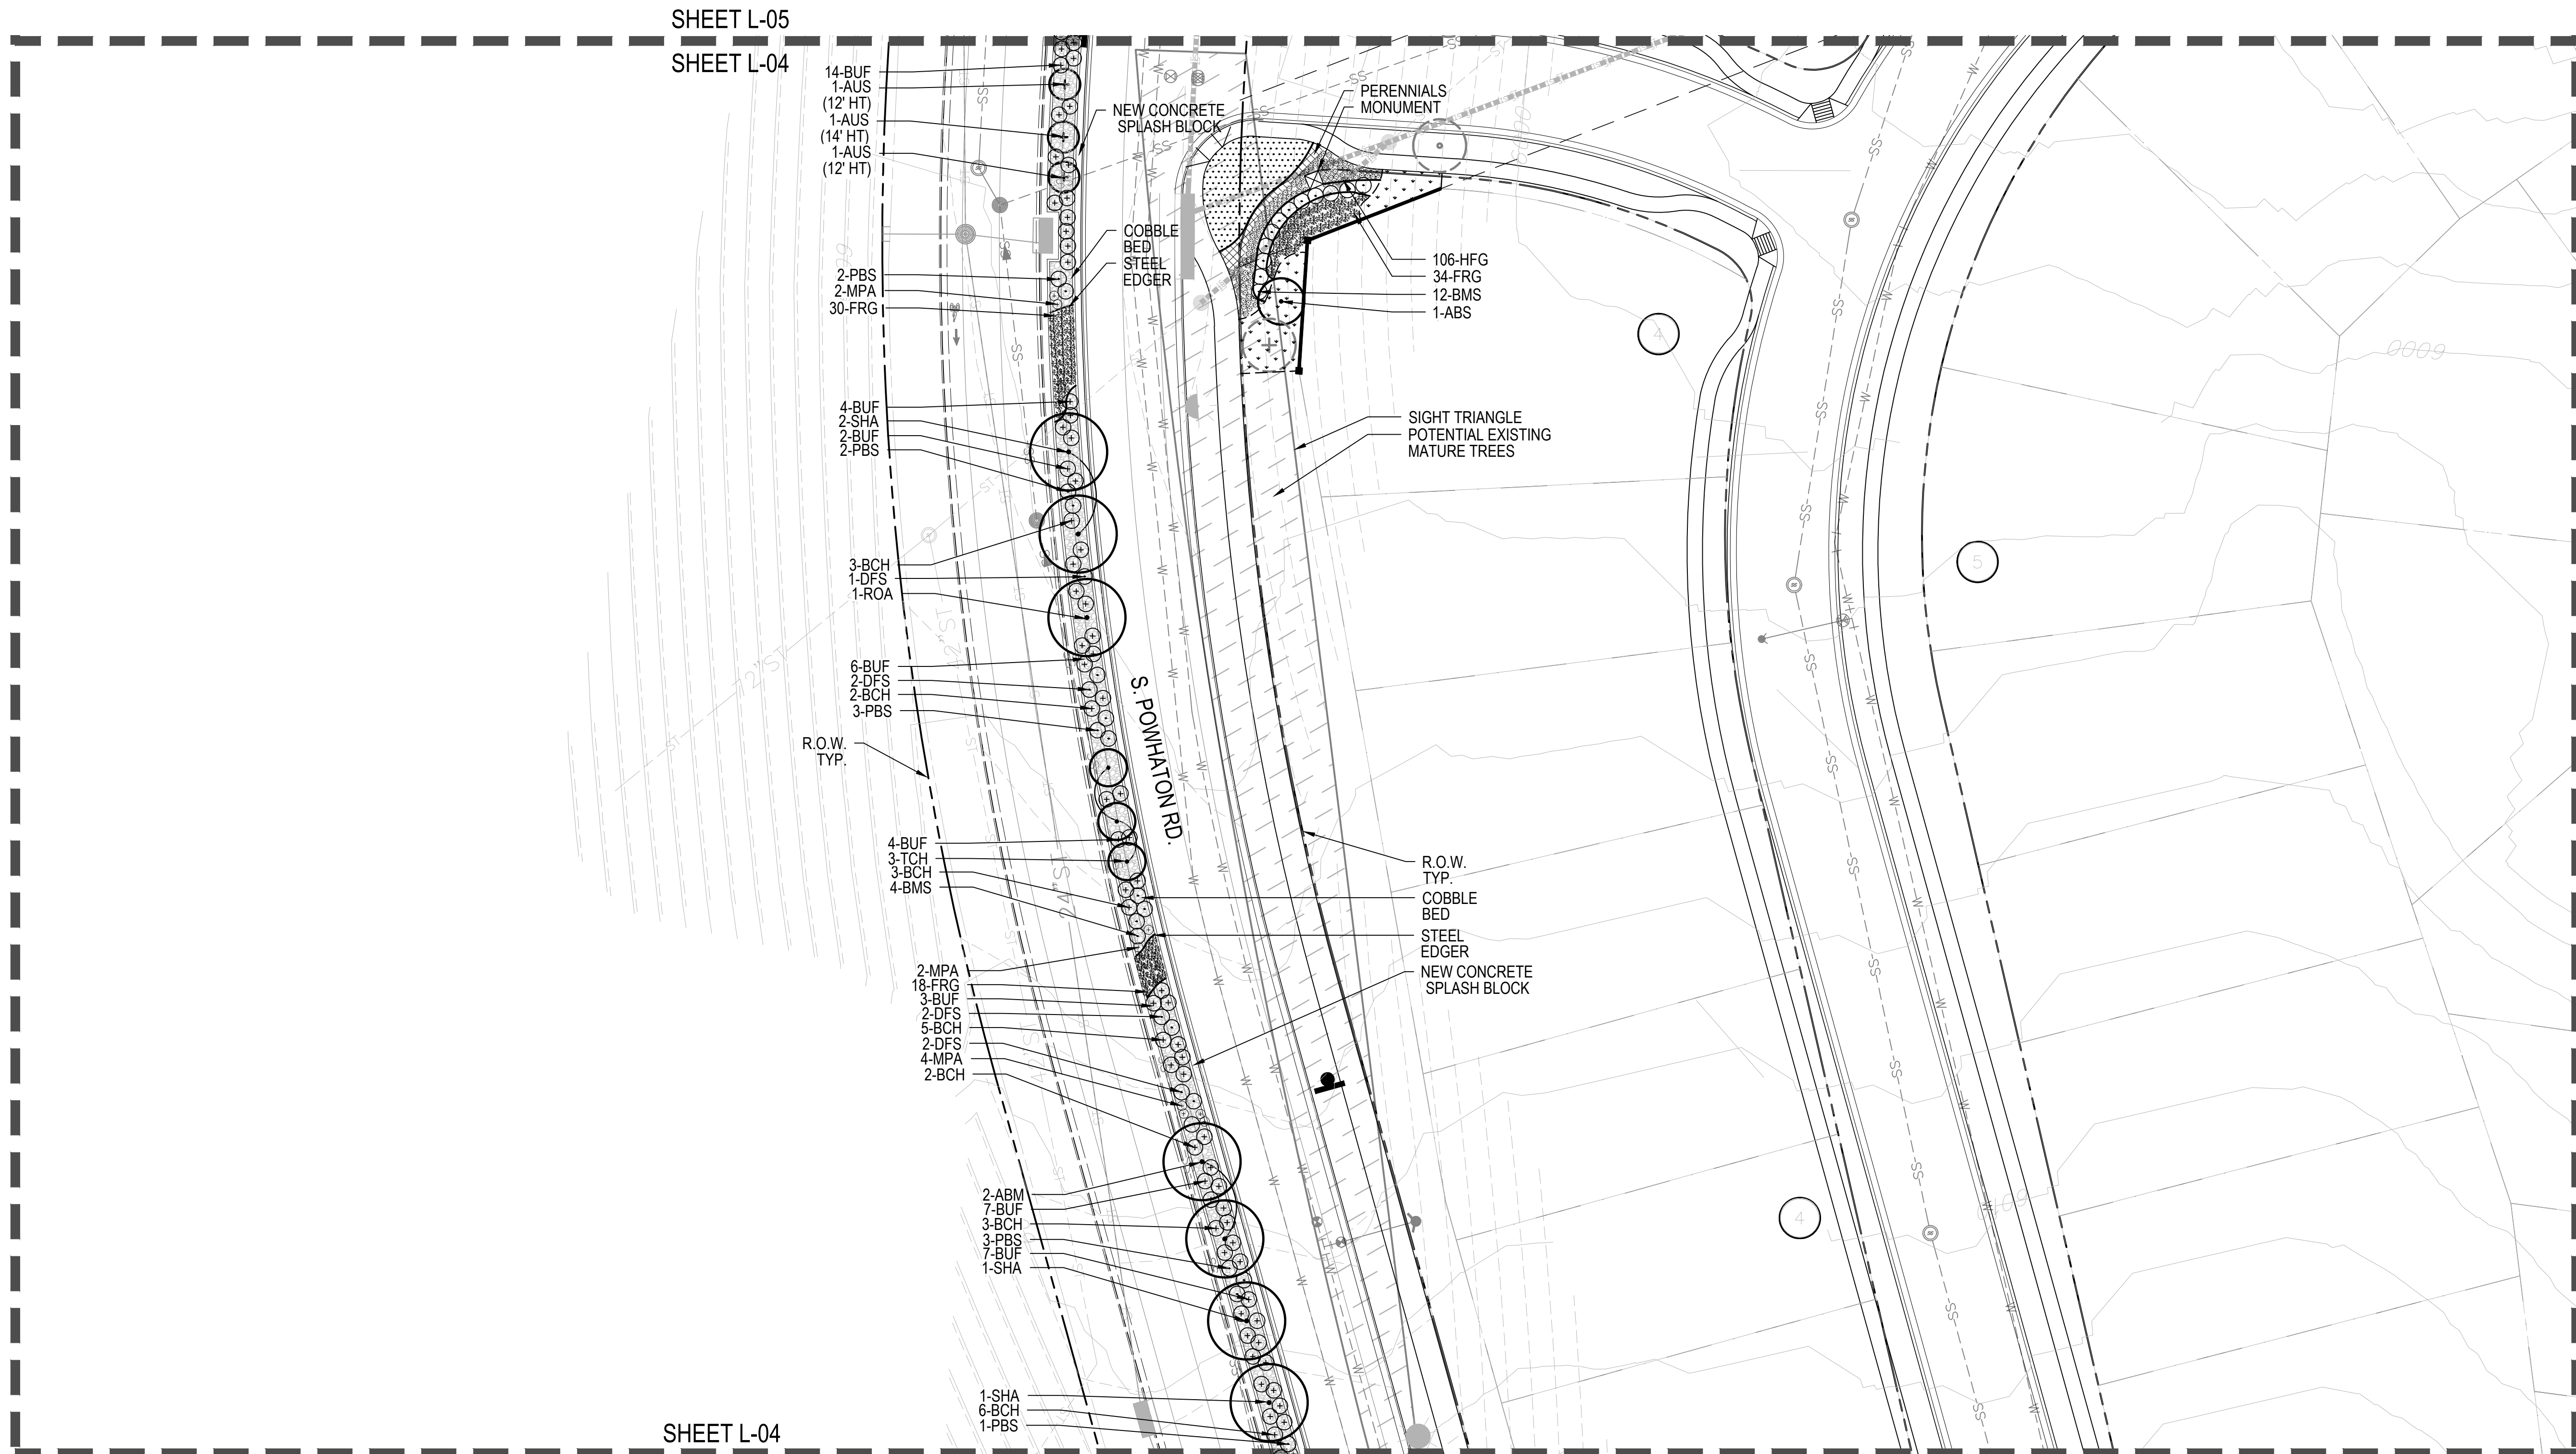 SHEET L-05
SHEET L-04
14-BUF
1-AUS
(12' HT)
1-AUS
(14' HT)
1-AUS
(12' HT)
NEW CONCRETE
SPLASH BLOCK
PERENNIALS
MONUMENT
COBBLE
BED
STEEL
EDGER
2-PBS
2-MPA
30-FRG
106-HFG
34-FRG
12-BMS
1-ABS
4
6000
4-BUF
2-SHA
2-BUF
2-PBS
SIGHT TRIANGLE
POTENTIAL EXISTING
MATURE TREES
3-BCH
1-DFS
1-ROA
5
72"ST
6-BUF
2-DFS
2-BCH
3-PBS
R.O.W.
TYP.
S. POWHATON RD.
4-BUF
3-TCH
3-BCH
4-BMS
24"ST
R.O.W.
TYP.
COBBLE
BED
STEEL
EDGER
NEW CONCRETE
SPLASH BLOCK
2-MPA
18-FRG
3-BUF
2-DFS
5-BCH
2-DFS
4-MPA
2-BCH
2-ABM
7-BUF
3-BCH
3-PBS
7-BUF
1-SHA
4
1-SHA
6-BCH
1-PBS
SHEET L-04